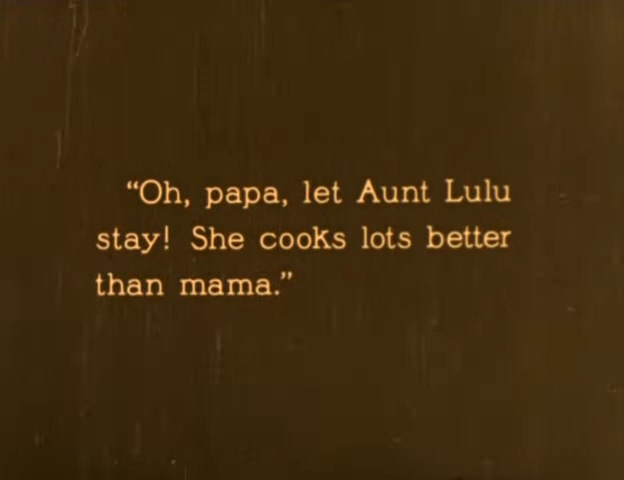 “Oh, papa, let Aunt Lulu
stay! She cooks lots better
than mama.”